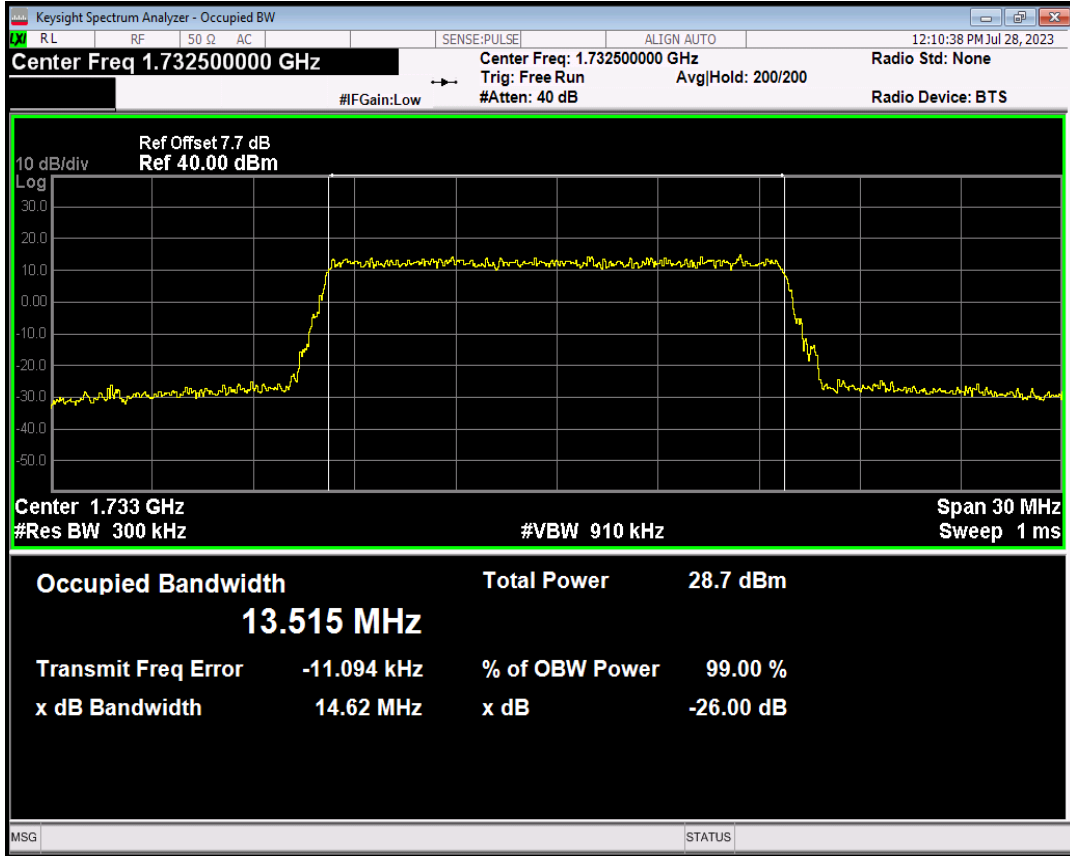 Keysight Spectrum Analyzer - Occupied BW
LXI RL RF 50 Ω AC SENSE:PULSE ALIGN AUTO 12:10:38 PM Jul 28, 2023
Center Freq 1.732500000 GHz
Center Freq: 1.732500000 GHz
Radio Std: None
Trig: Free Run Avg|Hold: 200/200
#IFGain:Low
#Atten: 40 dB
Radio Device: BTS
Ref Offset 7.7 dB
10 dB/div Ref 40.00 dBm
Log
30.0
20.0
10.0
0.00
-10.0
-20.0
-30.0
-40.0
-50.0
Center 1.733 GHz Span 30 MHz
#Res BW 300 kHz #VBW 910 kHz Sweep 1 ms
Occupied Bandwidth Total Power 28.7 dBm
13.515 MHz
Transmit Freq Error -11.094 kHz % of OBW Power 99.00 %
x dB Bandwidth 14.62 MHz x dB -26.00 dB
MSG STATUS